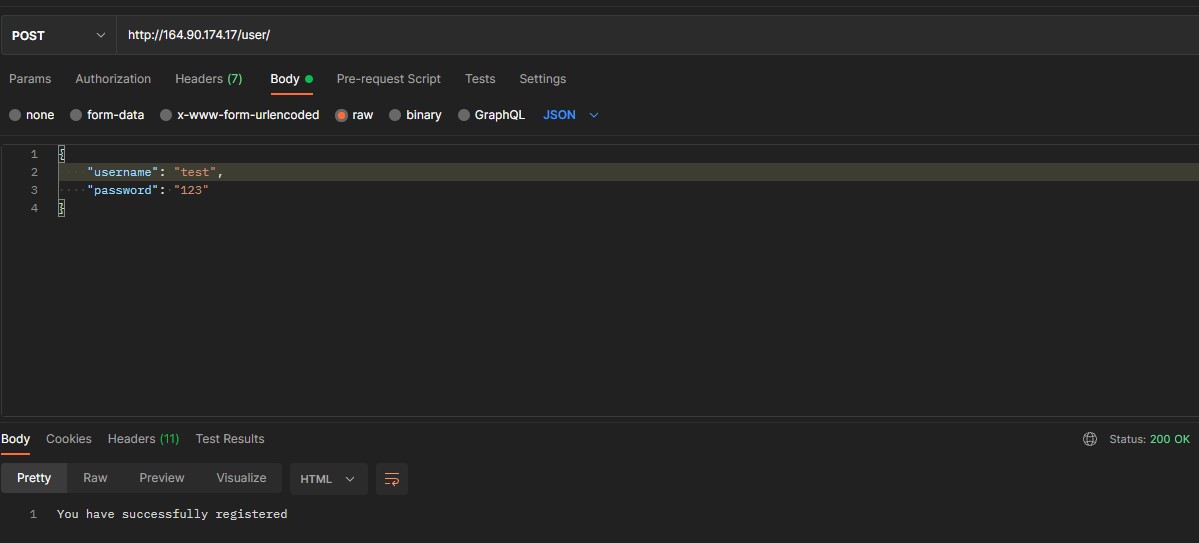 POST http://164.90.174.17/user/
Params Authorization Headers (7) Body Pre-request Script Tests Settings
none form-data x-www-form-urlencoded raw binary GraphQL JSON
1 {
2 "username": "test",
3 "password": "123"
4 }
Body Cookies Headers (11) Test Results Status: 200 OK
Pretty Raw Preview Visualize HTML
1 You have successfully registered